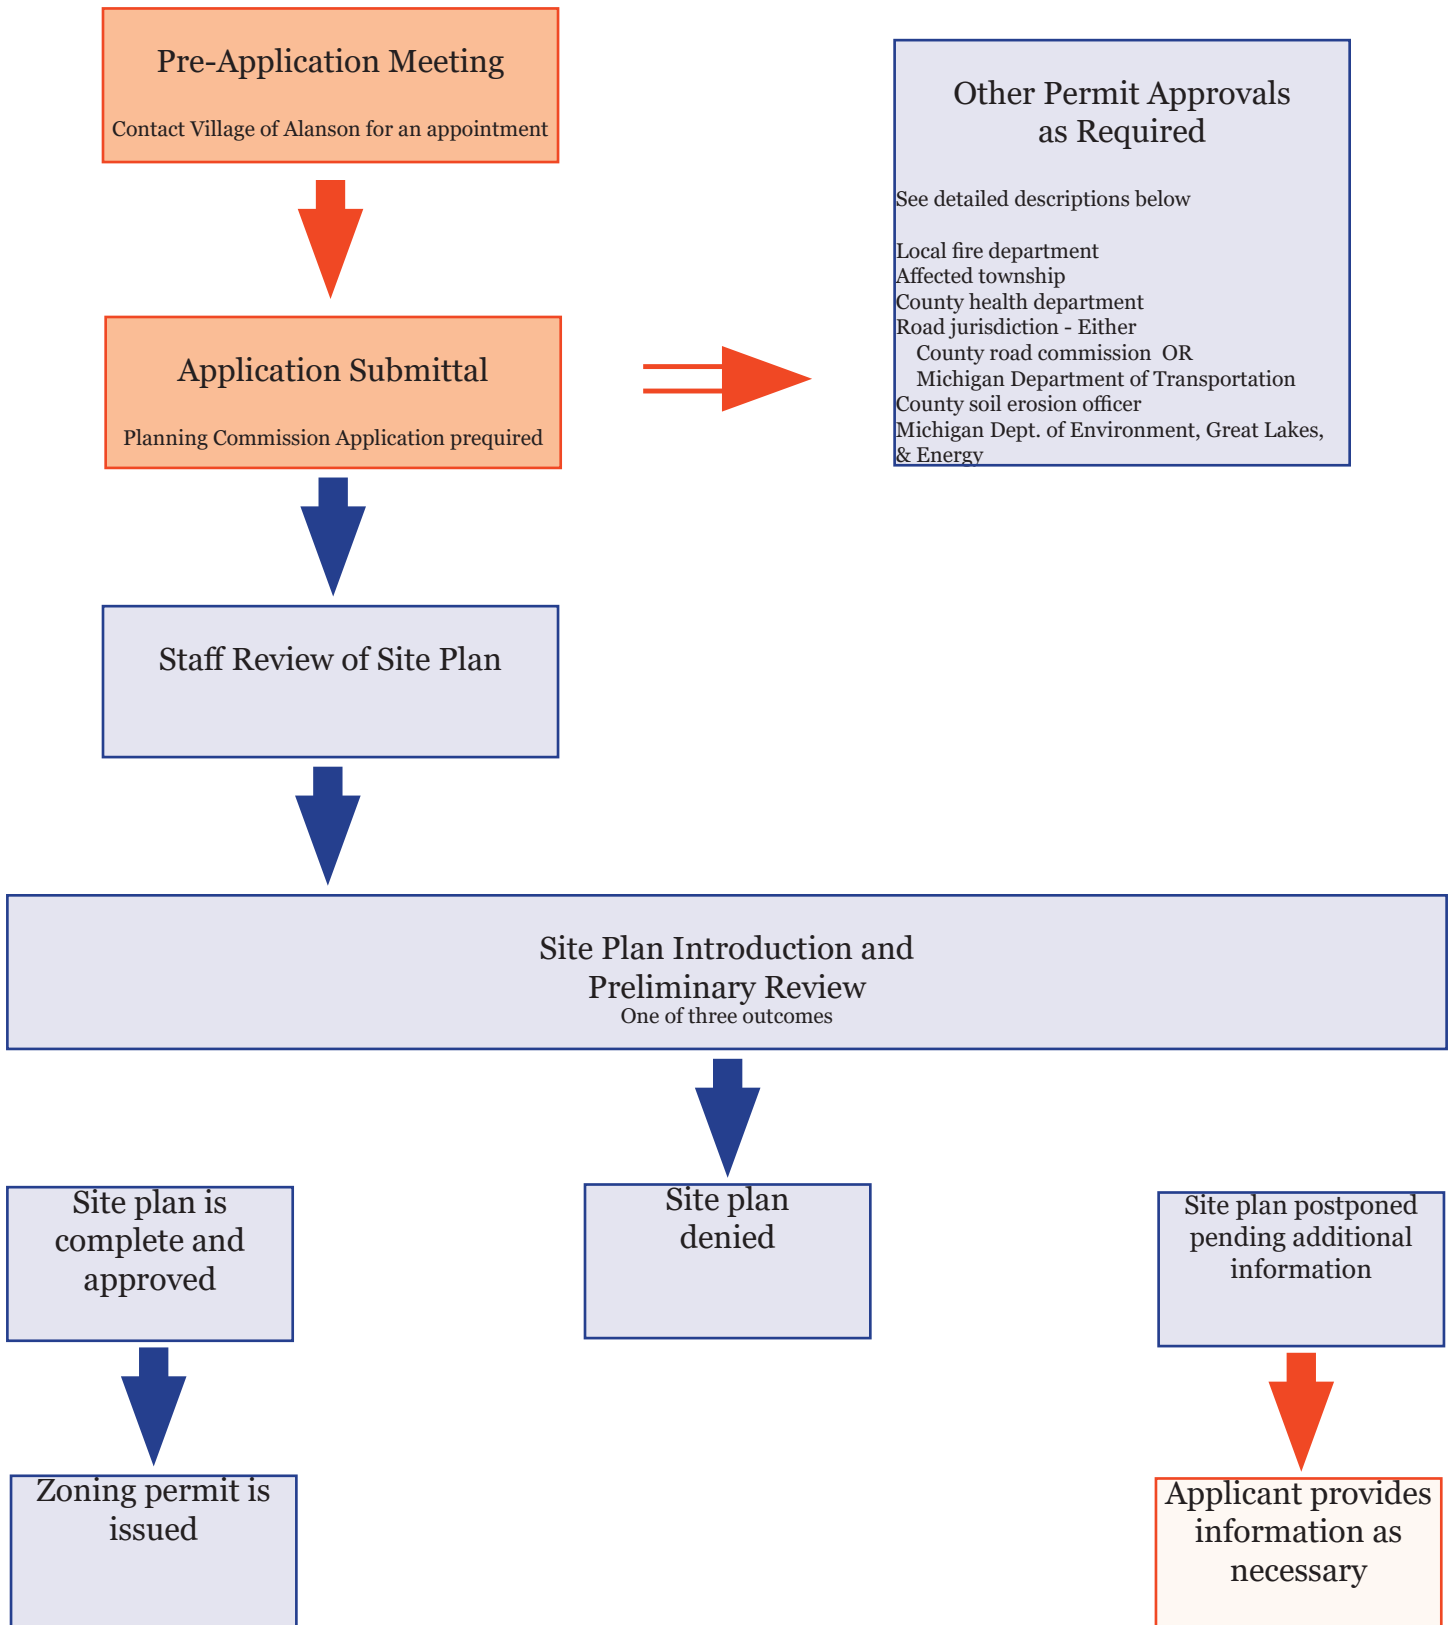 Pre-Application Meeting
Contact Village of Alanson for an appointment
Other Permit Approvals
as Required
See detailed descriptions below
Local fire department
Affected township
County health department
Road jurisdiction - Either
County road commission OR
Michigan Department of Transportation
County soil erosion officer
Michigan Dept. of Environment, Great Lakes,
& Energy
Application Submittal
Planning Commission Application prequired
Staff Review of Site Plan
Site Plan Introduction and
Preliminary Review
One of three outcomes
Site plan is
complete and
approved
Site plan
denied
Site plan postponed
pending additional
information
Zoning permit is
issued
Applicant provides
information as
necessary